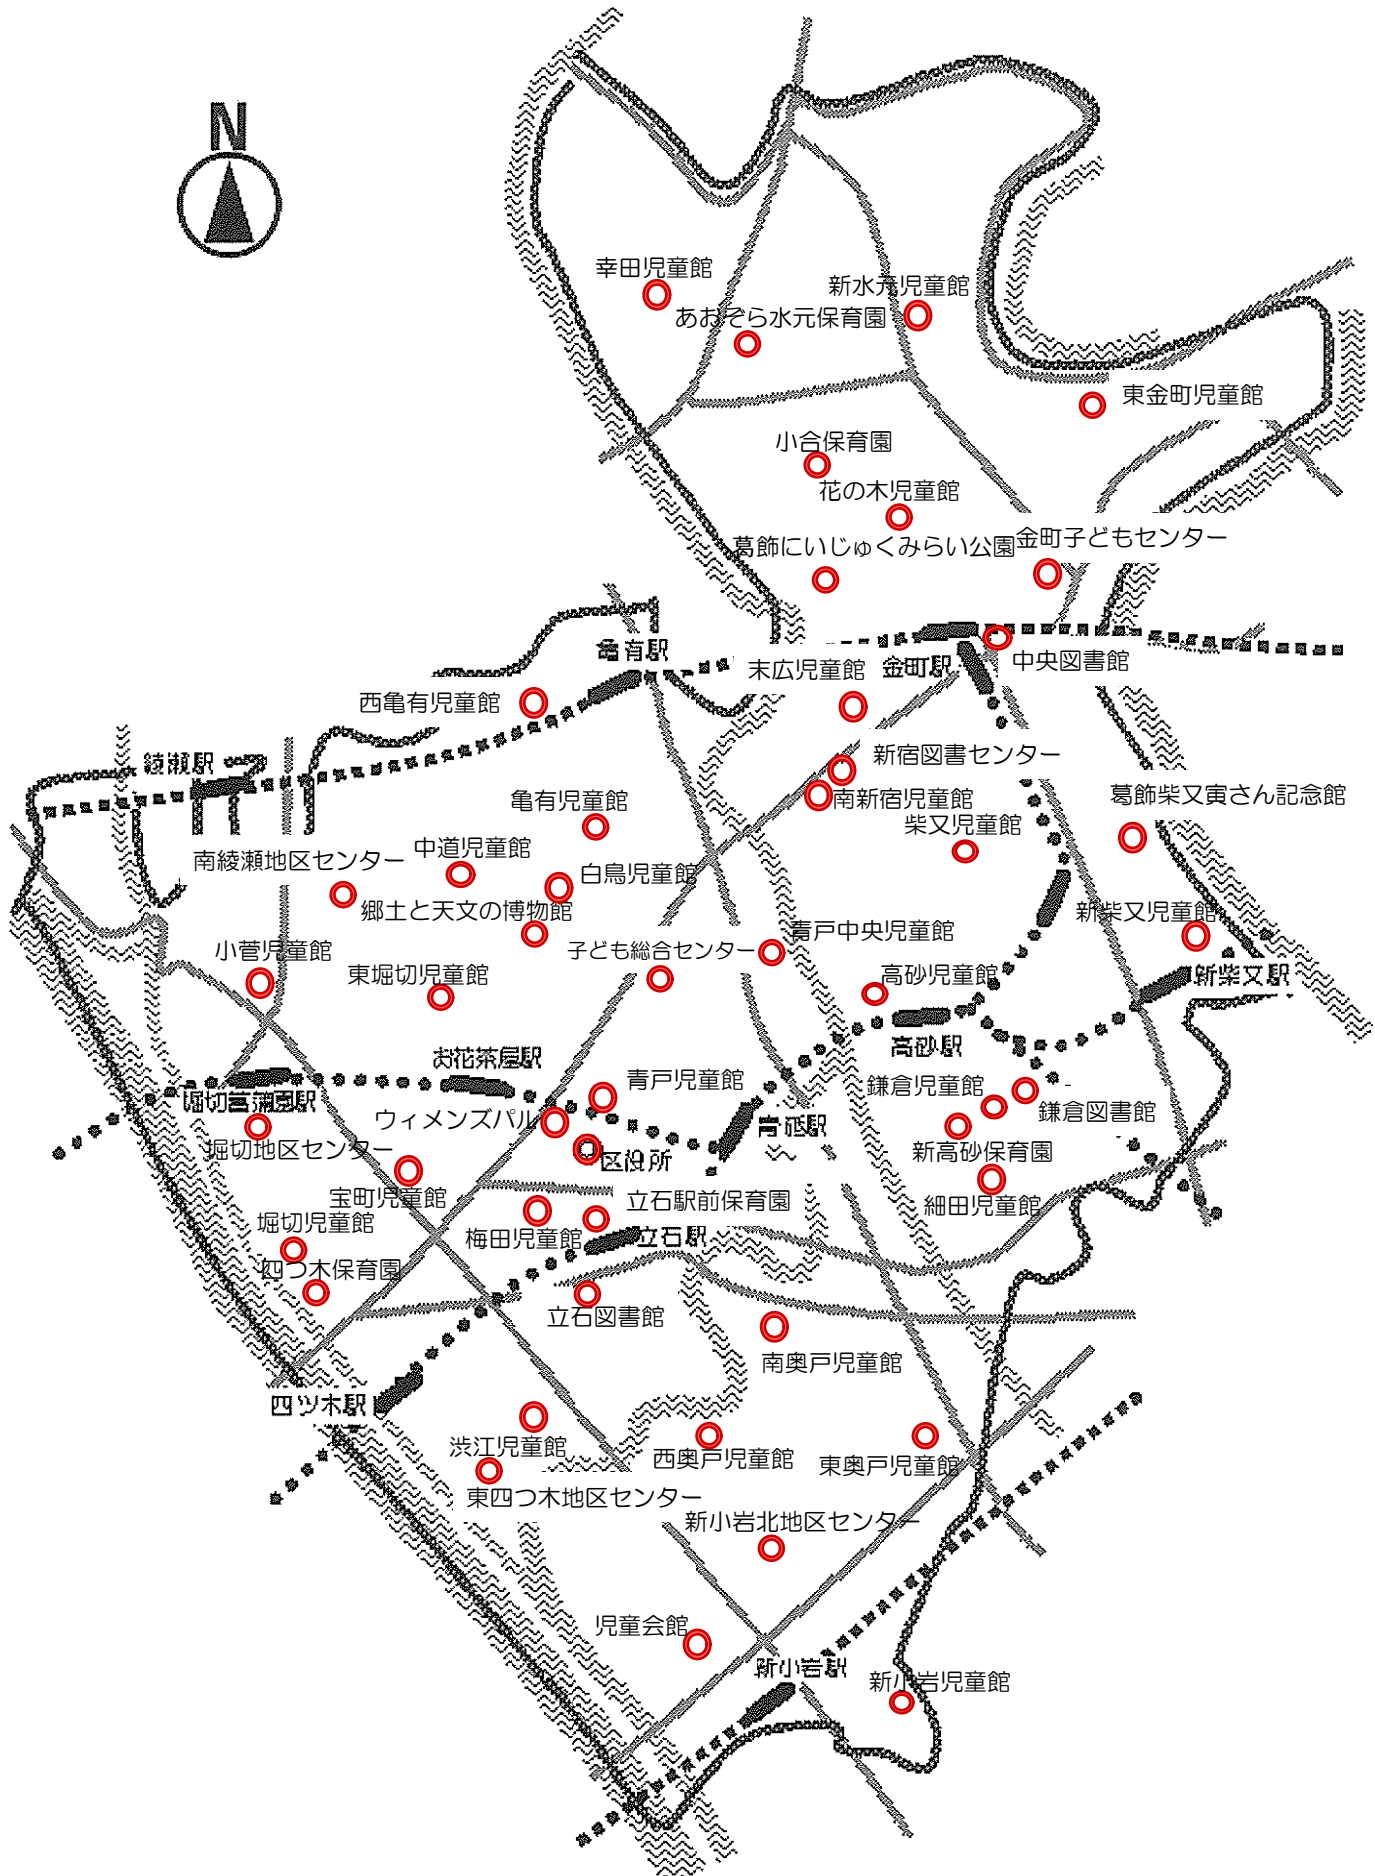 N
幸田児童館
新水元児童館
あおぞら水元保育園
東金町児童館
小合保育園
花の木児童館
葛飾にいじゅくみらい公園
金町子どもセンター
亀有駅
末広児童館
金町駅
中央図書館
西亀有児童館
綾瀬駅
新宿図書センター
亀有児童館
南新宿児童館
葛飾柴又寅さん記念館
柴又児童館
南綾瀬地区センター
中道児童館
白鳥児童館
郷土と天文の博物館
新柴又児童館
青戸中央児童館
小菅児童館
子ども総合センター
東堀切児童館
高砂児童館
新柴又駅
高砂駅
お花茶屋駅
青戸児童館
鎌倉児童館
堀切菖蒲園駅
ウィメンズパル
青砥駅
鎌倉図書館
堀切地区センター
区役所
新高砂保育園
宝町児童館
立石駅前保育園
細田児童館
堀切児童館
梅田児童館
立石駅
四つ木保育園
立石図書館
南奥戸児童館
四ツ木駅
渋江児童館
西奥戸児童館
東奥戸児童館
東四つ木地区センター
新小岩北地区センター
児童会館
新小岩駅
新小岩児童館